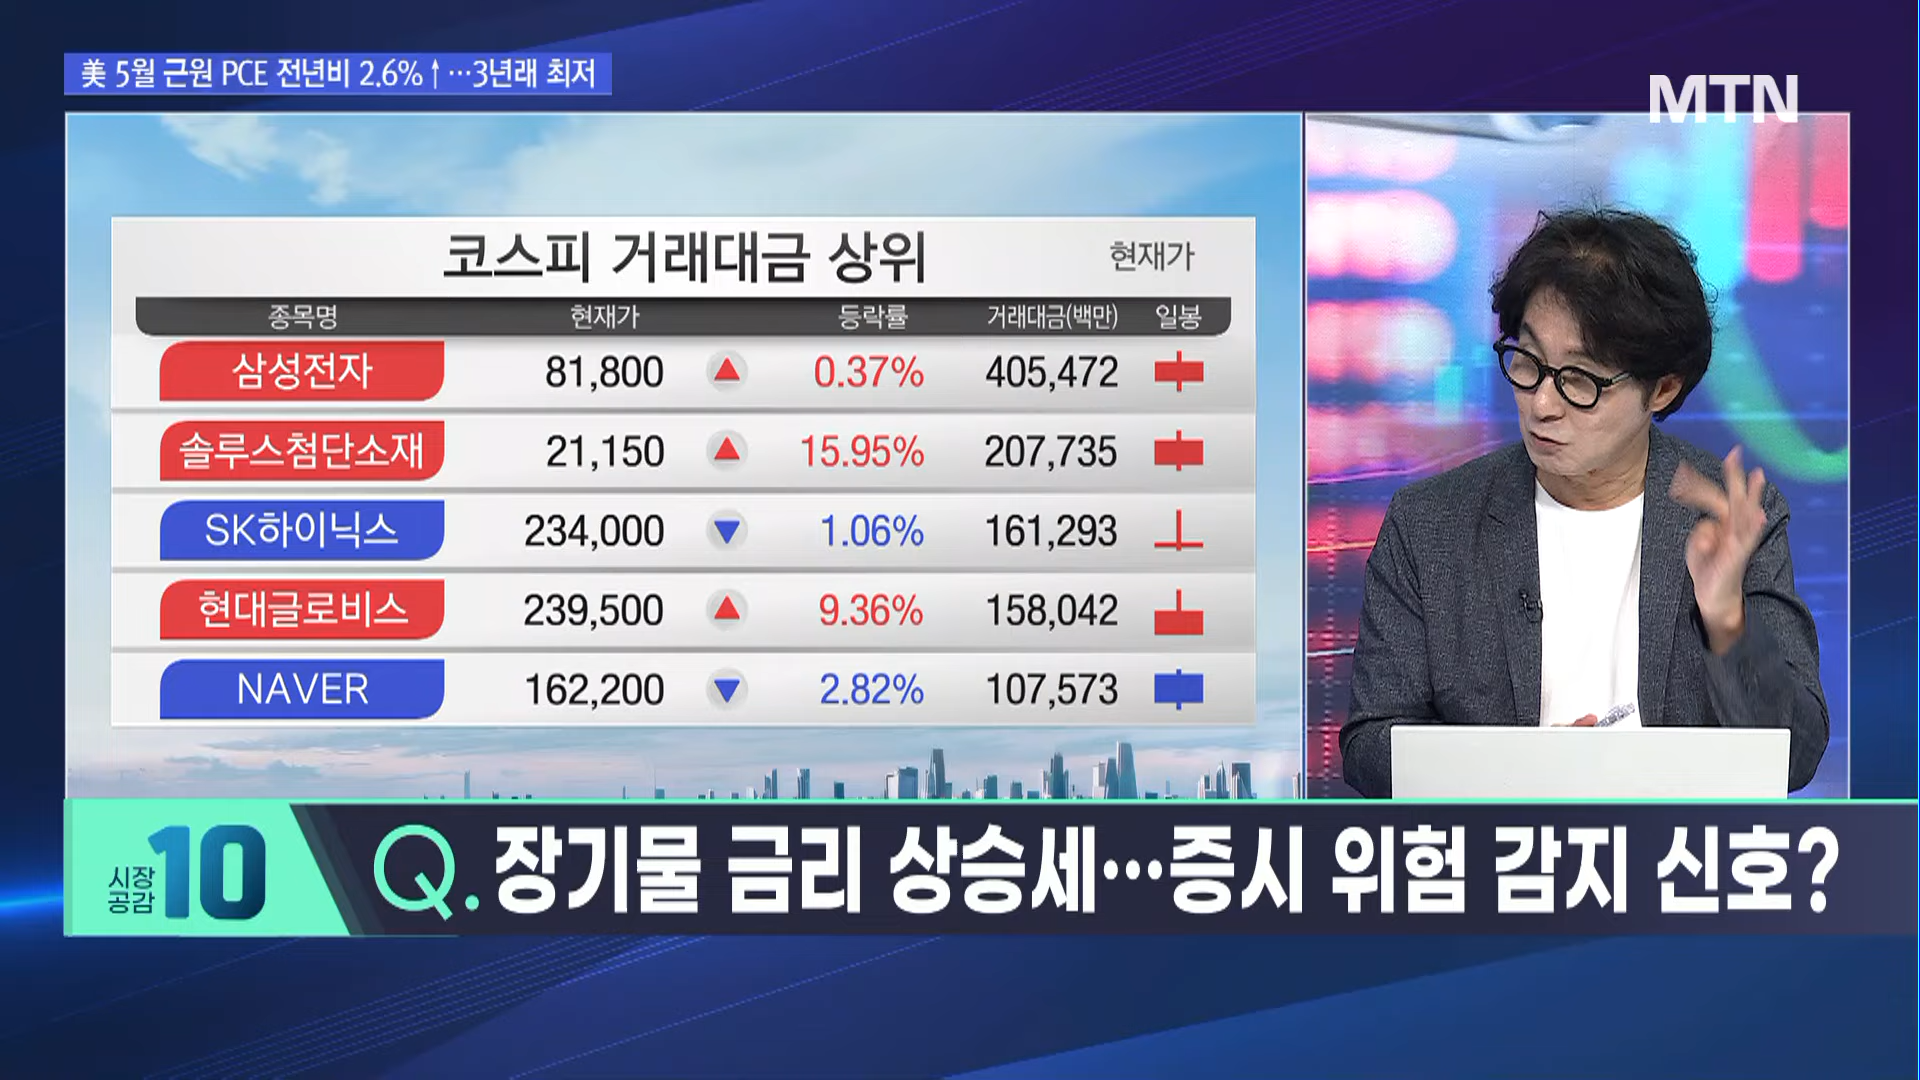 美 5월 근원 PCE 전년비 2.6%↑…3년래 최저
MTN
코스피 거래대금 상위 현재가
종목명 현재가 등락률 거래대금(백만) 일봉
삼성전자 81,800 ▲ 0.37% 405,472
솔루스첨단소재 21,150 ▲ 15.95% 207,735
SK하이닉스 234,000 ▼ 1.06% 161,293
현대글로비스 239,500 ▲ 9.36% 158,042
NAVER 162,200 ▼ 2.82% 107,573
시장공감 10
Q. 장기물 금리 상승세…증시 위험 감지 신호?